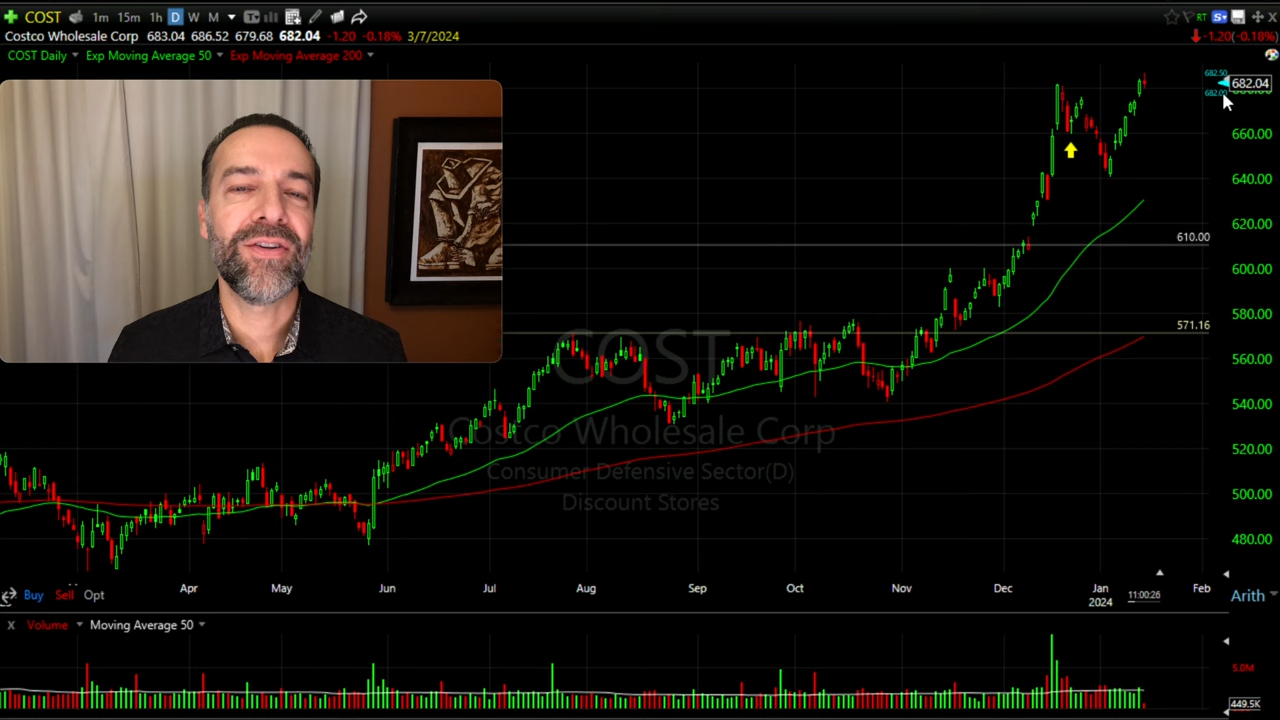 COST 1m 15m 1h D W M RT S
Costco Wholesale Corp 683.04 686.52 679.68 682.04 -1.20 -0.18% 3/7/2024 -1.20(-0.18%)
COST Daily Exp Moving Average 50 Exp Moving Average 200
682.50
682.04
682.00
660.00
640.00
620.00
610.00
600.00
580.00
571.16
COST
560.00
540.00
Costco Wholesale Corp
520.00
Consumer Defensive Sector(D)
Discount Stores
500.00
480.00
Apr May Jun Jul Aug Sep Oct Nov Dec Jan Feb
Buy Sell Opt 2024 11:00:26 Arith
X Volume Moving Average 50
5.0M
449.5K